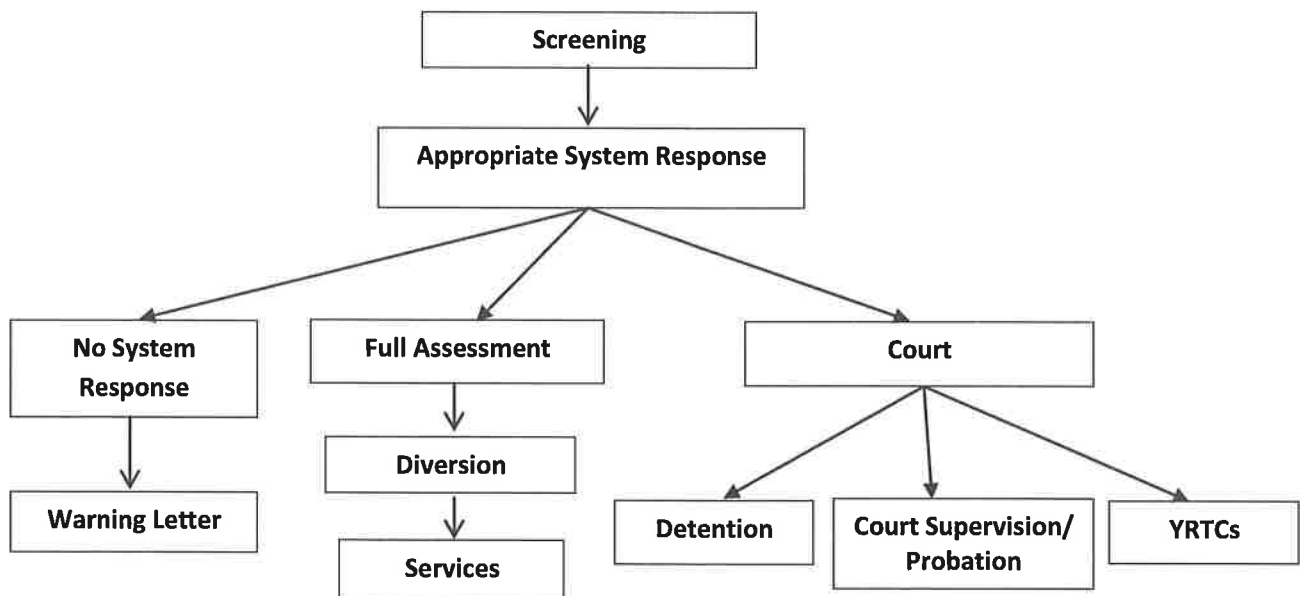 Screening
Appropriate System Response
No System
Response
Full Assessment
Court
Diversion
Warning Letter
Detention
Court Supervision/
Probation
YRTCs
Services